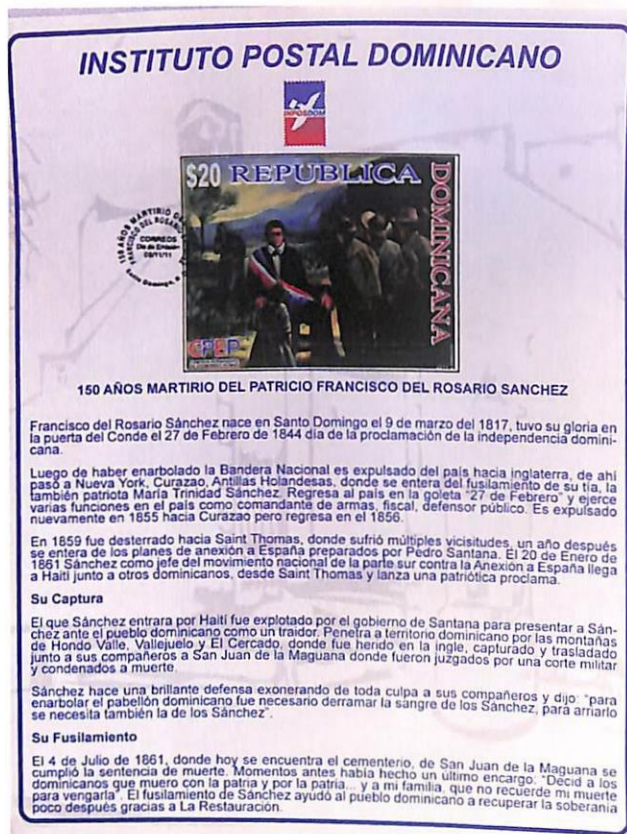 INSTITUTO POSTAL DOMINICANO
INPOSDOM
$20 REPUBLICA
DOMINICANA
150 AÑOS MARTIRIO DEL
FRANCISCO DEL ROSARIO
CORREOS
Día de Emisión
Santo Domingo,
150 AÑOS MARTIRIO DEL PATRICIO FRANCISCO DEL ROSARIO SANCHEZ
Francisco del Rosario Sánchez nace en Santo Domingo el 9 de marzo del 1817, tuvo su gloria en
la puerta del Conde el 27 de Febrero de 1844 día de la proclamación de la independencia domini-
cana.
Luego de haber enarbolado la Bandera Nacional es expulsado del país hacia inglaterra, de ahí
pasó a Nueva York, Curazao, Antillas Holandesas, donde se entera del fusilamiento de su tía, la
también patriota María Trinidad Sánchez. Regresa al país en la goleta "27 de Febrero" y ejerce
varias funciones en el país como comandante de armas, fiscal, defensor público. Es expulsado
nuevamente en 1855 hacia Curazao pero regresa en el 1856.
En 1859 fue desterrado hacia Saint Thomas, donde sufrió múltiples vicisitudes, un año después
se entera de los planes de anexión a España preparados por Pedro Santana. El 20 de Enero de
1861 Sánchez como jefe del movimiento nacional de la parte sur contra la Anexión a España llega
a Haití junto a otros dominicanos, desde Saint Thomas y lanza una patriótica proclama.
Su Captura
El que Sánchez entrara por Haití fue explotado por el gobierno de Santana para presentar a Sán-
chez ante el pueblo dominicano como un traidor. Penetra a territorio dominicano por las montañas
de Hondo Valle, Vallejuelo y El Cercado, donde fue herido en la ingle, capturado y trasladado
junto a sus compañeros a San Juan de la Maguana donde fueron juzgados por una corte militar
y condenados a muerte.
Sánchez hace una brillante defensa exonerando de toda culpa a sus compañeros y dijo: "para
enarbolar el pabellón dominicano fue necesario derramar la sangre de los Sánchez, para arriarlo
se necesita también la de los Sánchez".
Su Fusilamiento
El 4 de Julio de 1861, donde hoy se encuentra el cementerio, de San Juan de la Maguana se
cumplió la sentencia de muerte. Momentos antes había hecho un último encargo: "Decid a los
dominicanos que muero con la patria y por la patria... y a mi familia, que no recuerde mi muerte
para vengarla". El fusilamiento de Sánchez ayudó al pueblo dominicano a recuperar la soberanía
poco después gracias a La Restauración.